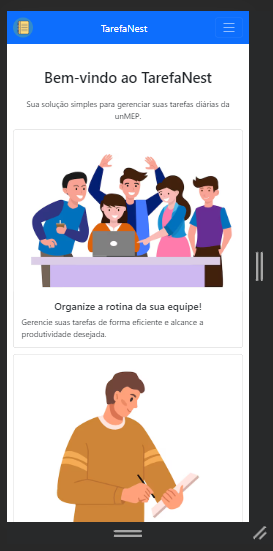 TarefaNest
Bem-vindo ao TarefaNest
Sua solução simples para gerenciar suas tarefas diárias da
unMEP.
Organize a rotina da sua equipe!
Gerencie suas tarefas de forma eficiente e alcance a
produtividade desejada.